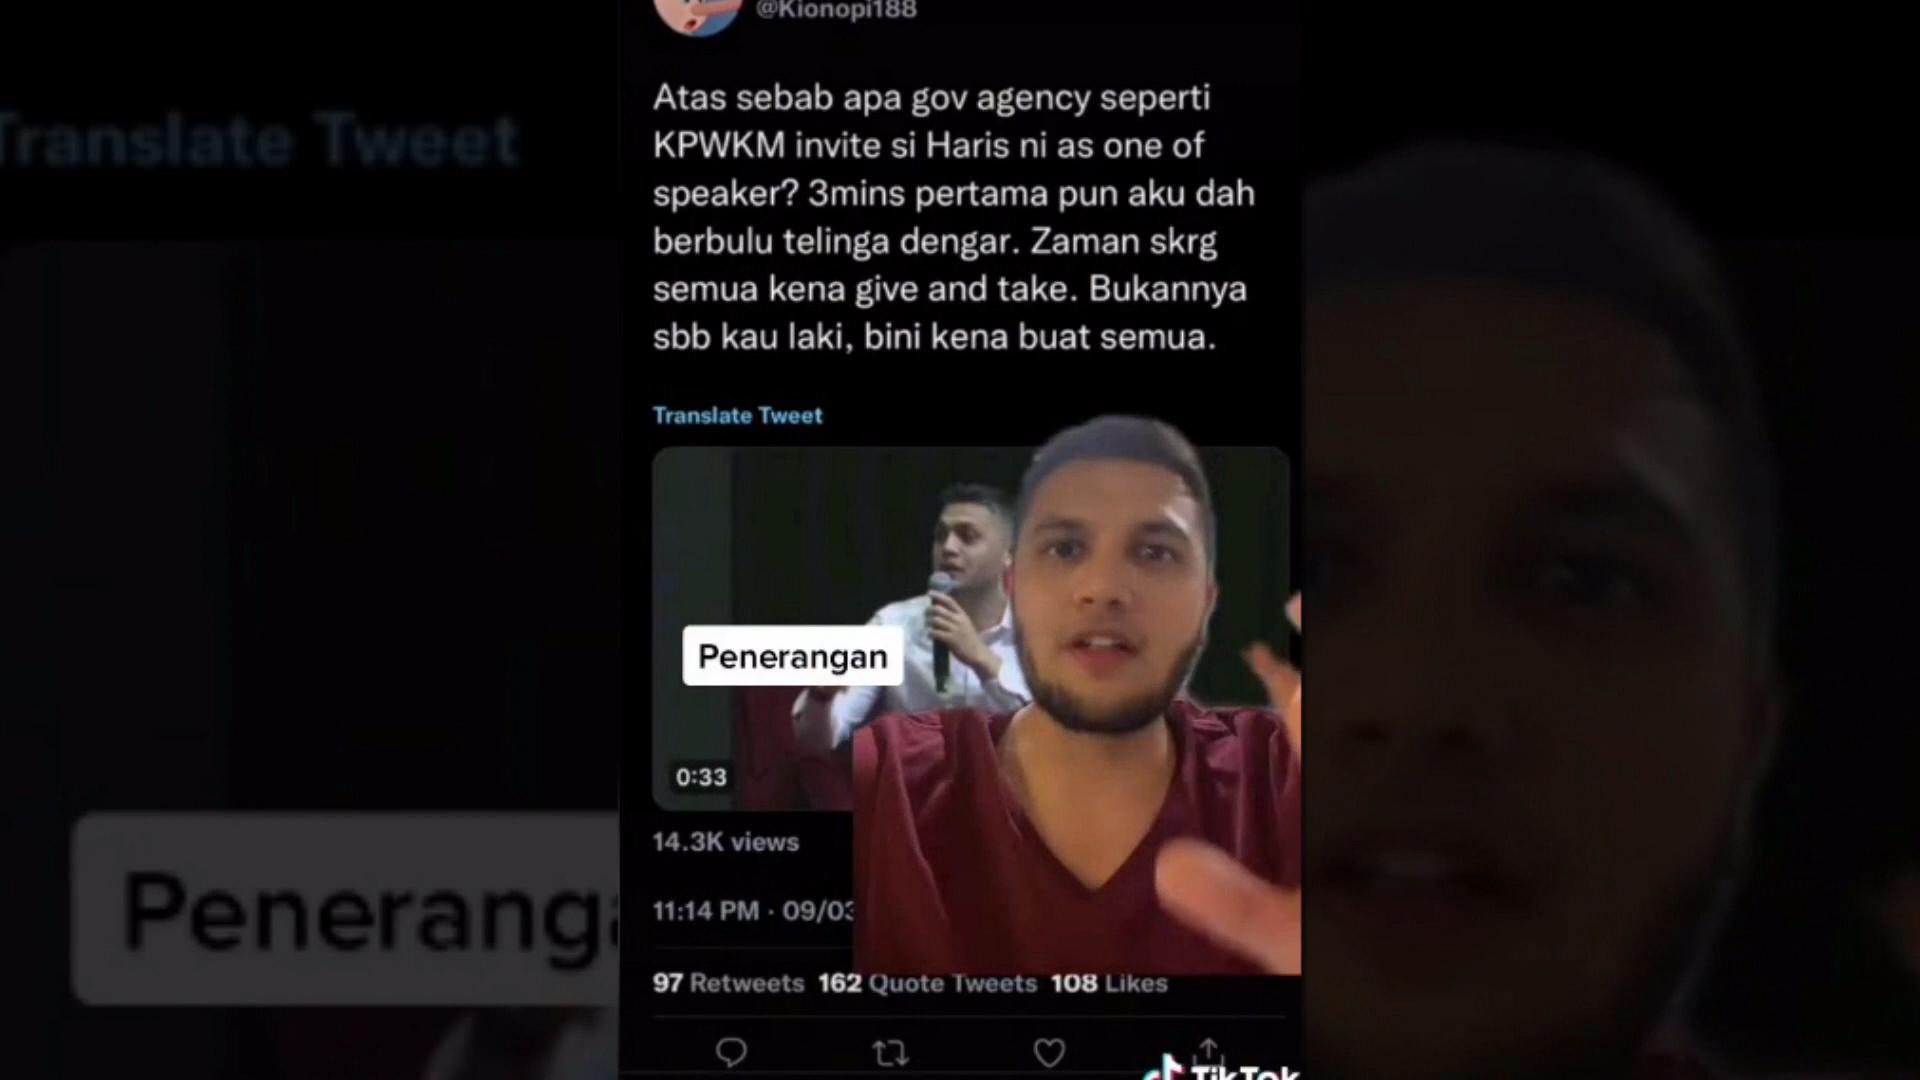 @Kionopi188
Translate Tweet
Atas sebab apa gov agency seperti
KPWKM invite si Haris ni as one of
speaker? 3mins pertama pun aku dah
berbulu telinga dengar. Zaman skrg
semua kena give and take. Bukannya
sbb kau laki, bini kena buat semua.
Translate Tweet
Penerangan
0:33
14.3K views
11:14 PM · 09/03
97 Retweets 162 Quote Tweets 108 Likes
TikTok